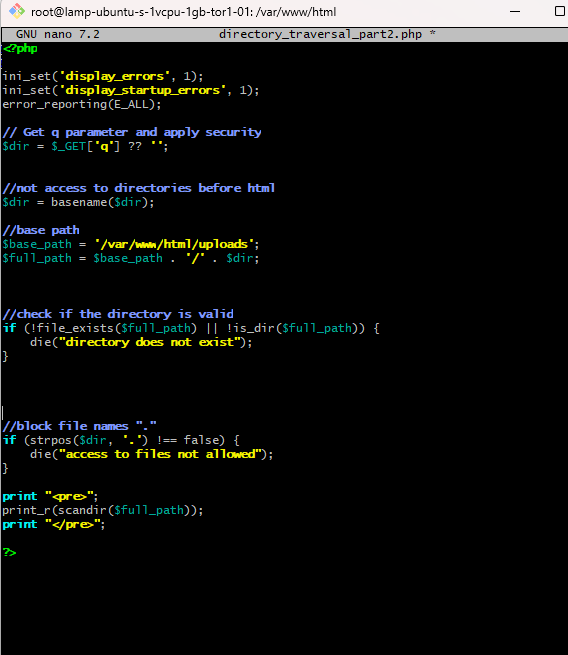 root@lamp-ubuntu-s-1vcpu-1gb-tor1-01: /var/www/html
GNU nano 7.2 directory_traversal_part2.php *
<?php
ini_set('display_errors', 1);
ini_set('display_startup_errors', 1);
error_reporting(E_ALL);
// Get q parameter and apply security
$dir = $_GET['q'] ?? '';
//not access to directories before html
$dir = basename($dir);
//base path
$base_path = '/var/www/html/uploads';
$full_path = $base_path . '/' . $dir;
//check if the directory is valid
if (!file_exists($full_path) || !is_dir($full_path)) {
    die("directory does not exist");
}
//block file names "."
if (strpos($dir, '.') !== false) {
    die("access to files not allowed");
}
print "<pre>";
print_r(scandir($full_path));
print "</pre>";
?>